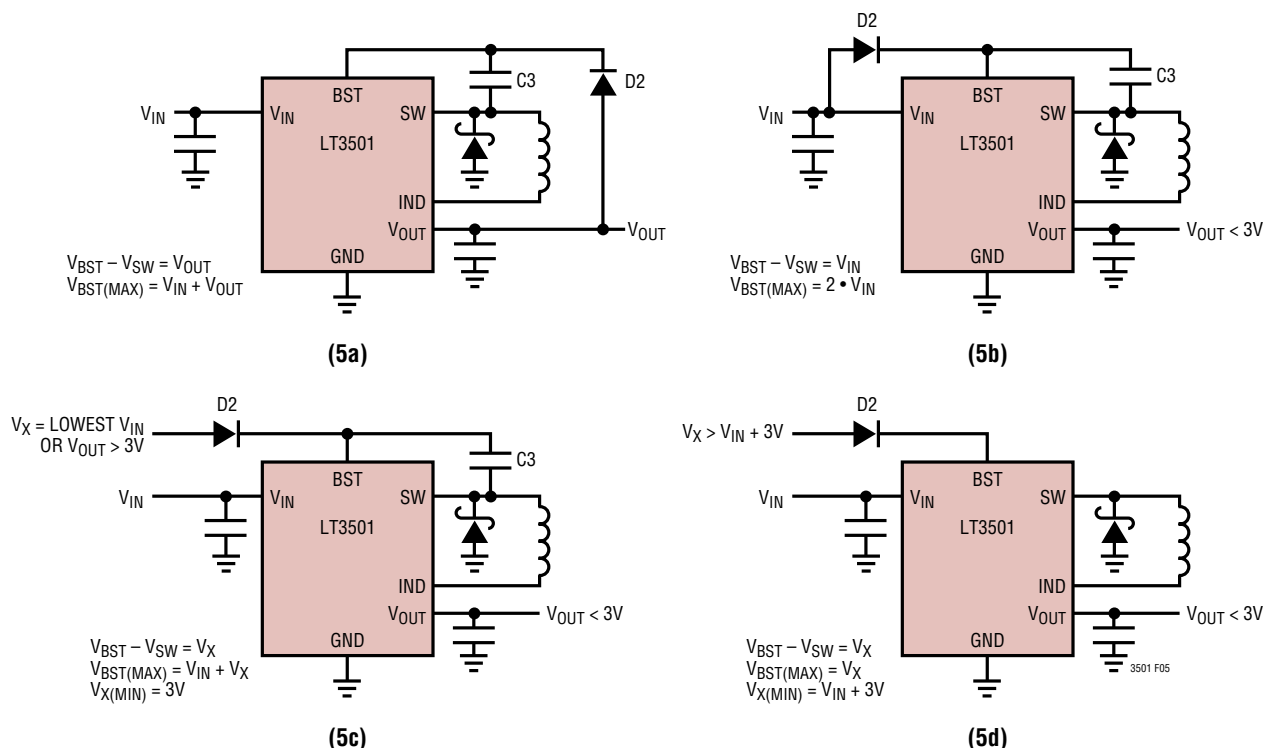 D2
C3
BST
V_IN
V_IN
SW
D2
LT3501
IND
V_OUT
V_OUT
GND
V_BST – V_SW = V_OUT
V_BST(MAX) = V_IN + V_OUT
(5a)
D2
BST
C3
V_IN
V_IN
SW
LT3501
IND
V_OUT
V_OUT < 3V
GND
V_BST – V_SW = V_IN
V_BST(MAX) = 2 • V_IN
(5b)
D2
V_X = LOWEST V_IN
OR V_OUT > 3V
C3
BST
V_IN
V_IN
SW
LT3501
IND
V_OUT
V_OUT < 3V
GND
V_BST – V_SW = V_X
V_BST(MAX) = V_IN + V_X
V_X(MIN) = 3V
(5c)
D2
V_X > V_IN + 3V
BST
V_IN
V_IN
SW
LT3501
IND
V_OUT
V_OUT < 3V
GND
V_BST – V_SW = V_X
V_BST(MAX) = V_X
V_X(MIN) = V_IN + 3V
3501 F05
(5d)